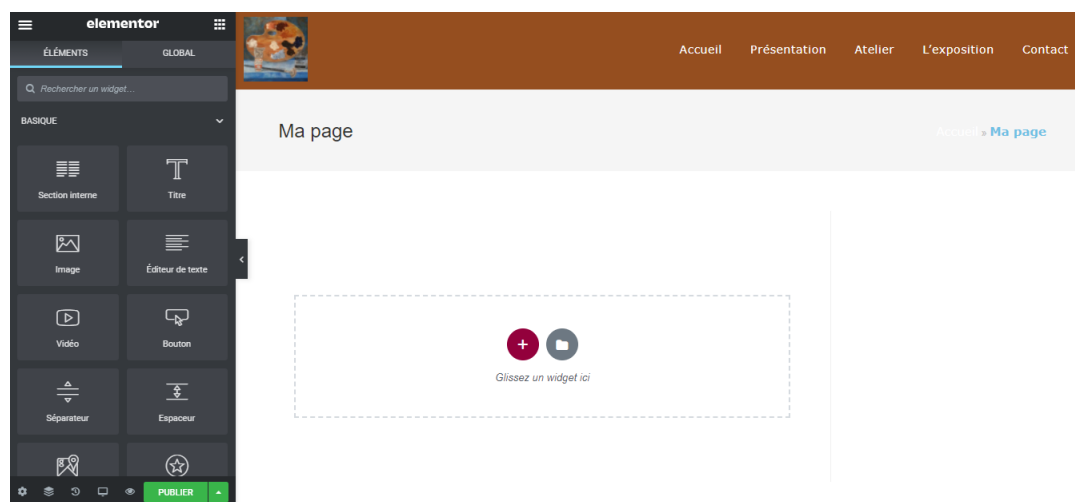 elementor
ÉLÉMENTS GLOBAL
Rechercher un widget...
BASIQUE
Section interne Titre
Image Éditeur de texte
Vidéo Bouton
Séparateur Espaceur
PUBLIER
Accueil Présentation Atelier L'exposition Contact
Ma page
Accueil » Ma page
+
Glissez un widget ici